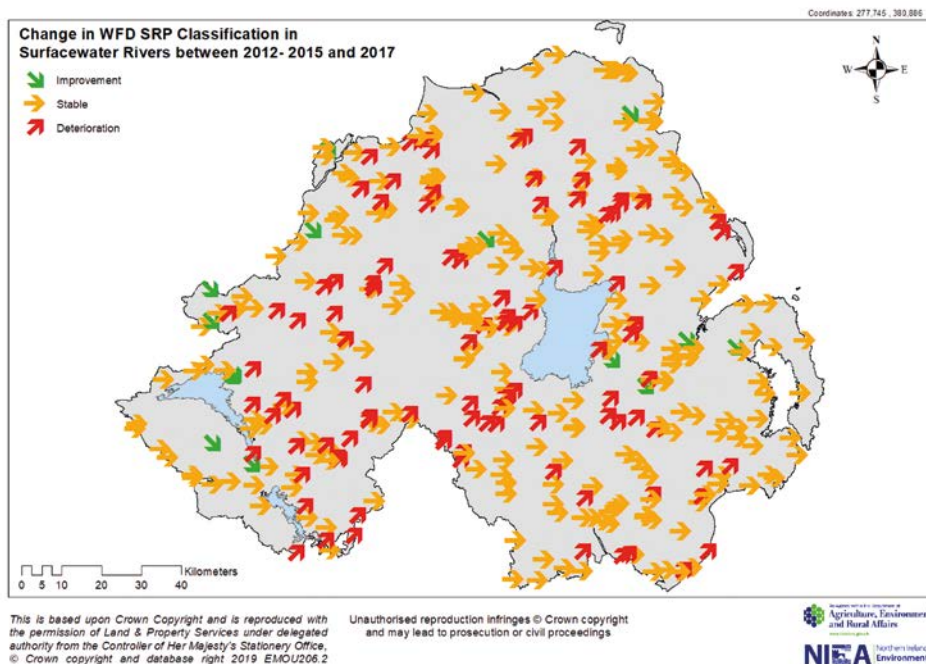 Coordinates: 277,745 , 380,886
Change in WFD SRP Classification in
Surfacewater Rivers between 2012- 2015 and 2017
Improvement
Stable
Deterioration
N
W E
S
Kilometers
0 5 10 20 30 40
This is based upon Crown Copyright and is reproduced with
the permission of Land & Property Services under delegated
authority from the Controller of Her Majesty's Stationery Office,
© Crown copyright and database right 2019 EMOU206.2
Unauthorised reproduction infringes © Crown copyright
and may lead to prosecution or civil proceedings
Agriculture, Environment
and Rural Affairs
NIEA
Northern Ireland
Environment